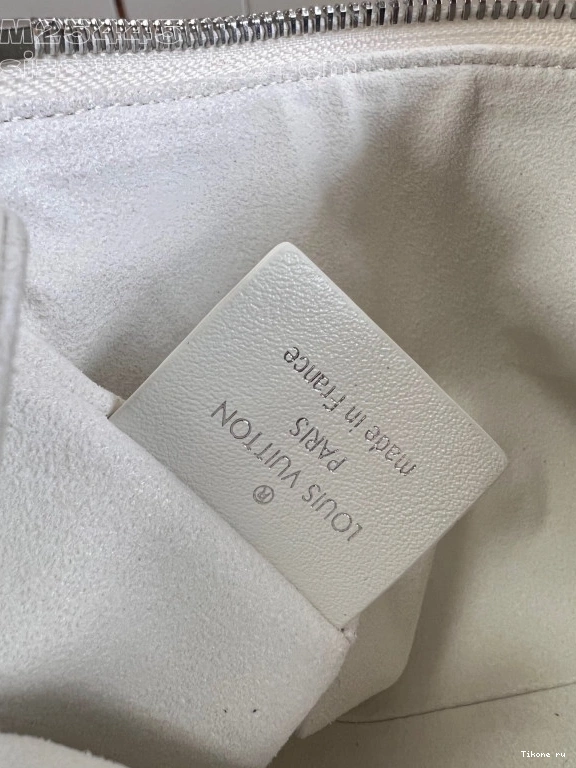 ®
LOUIS VUITTON
PARIS
made in France
Tikone ru